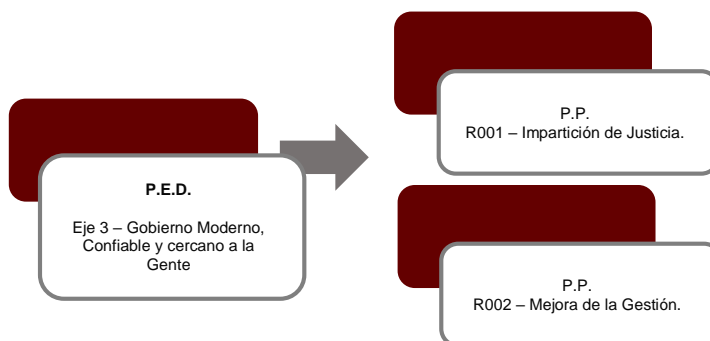 P.E.D.
Eje 3 – Gobierno Moderno,
Confiable y cercano a la
Gente
P.P.
R001 – Impartición de Justicia.
P.P.
R002 – Mejora de la Gestión.